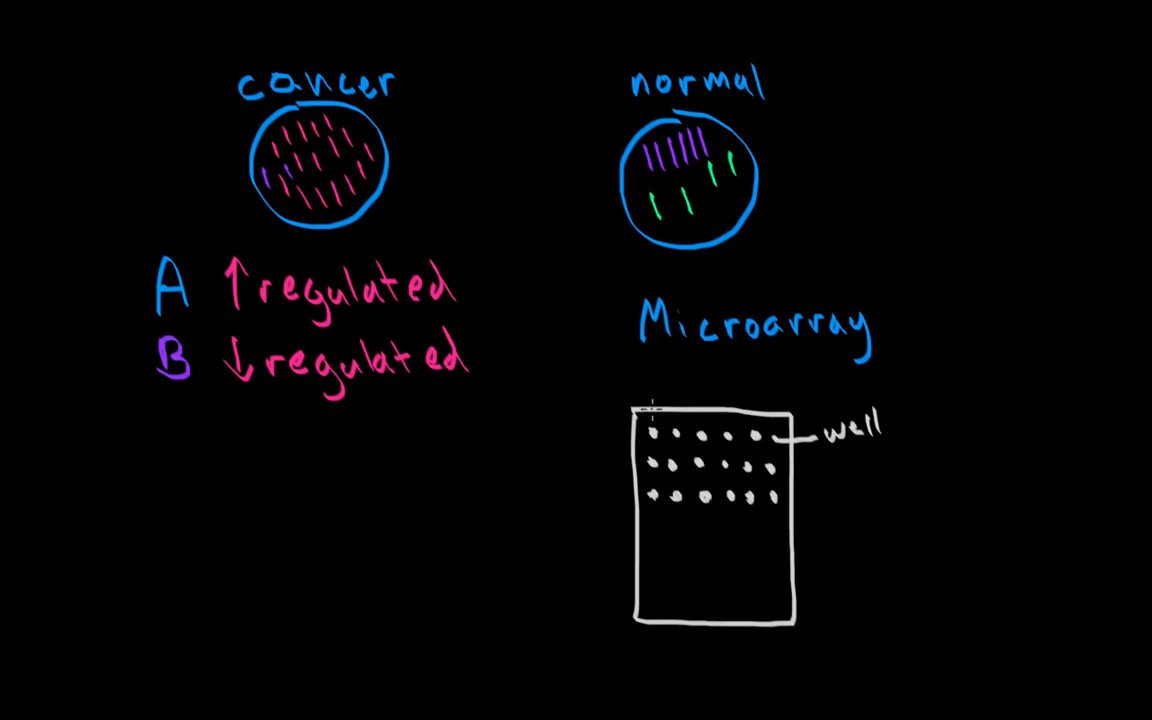 cancer
normal
A ↑regulated
B ↓regulated
Microarray
well